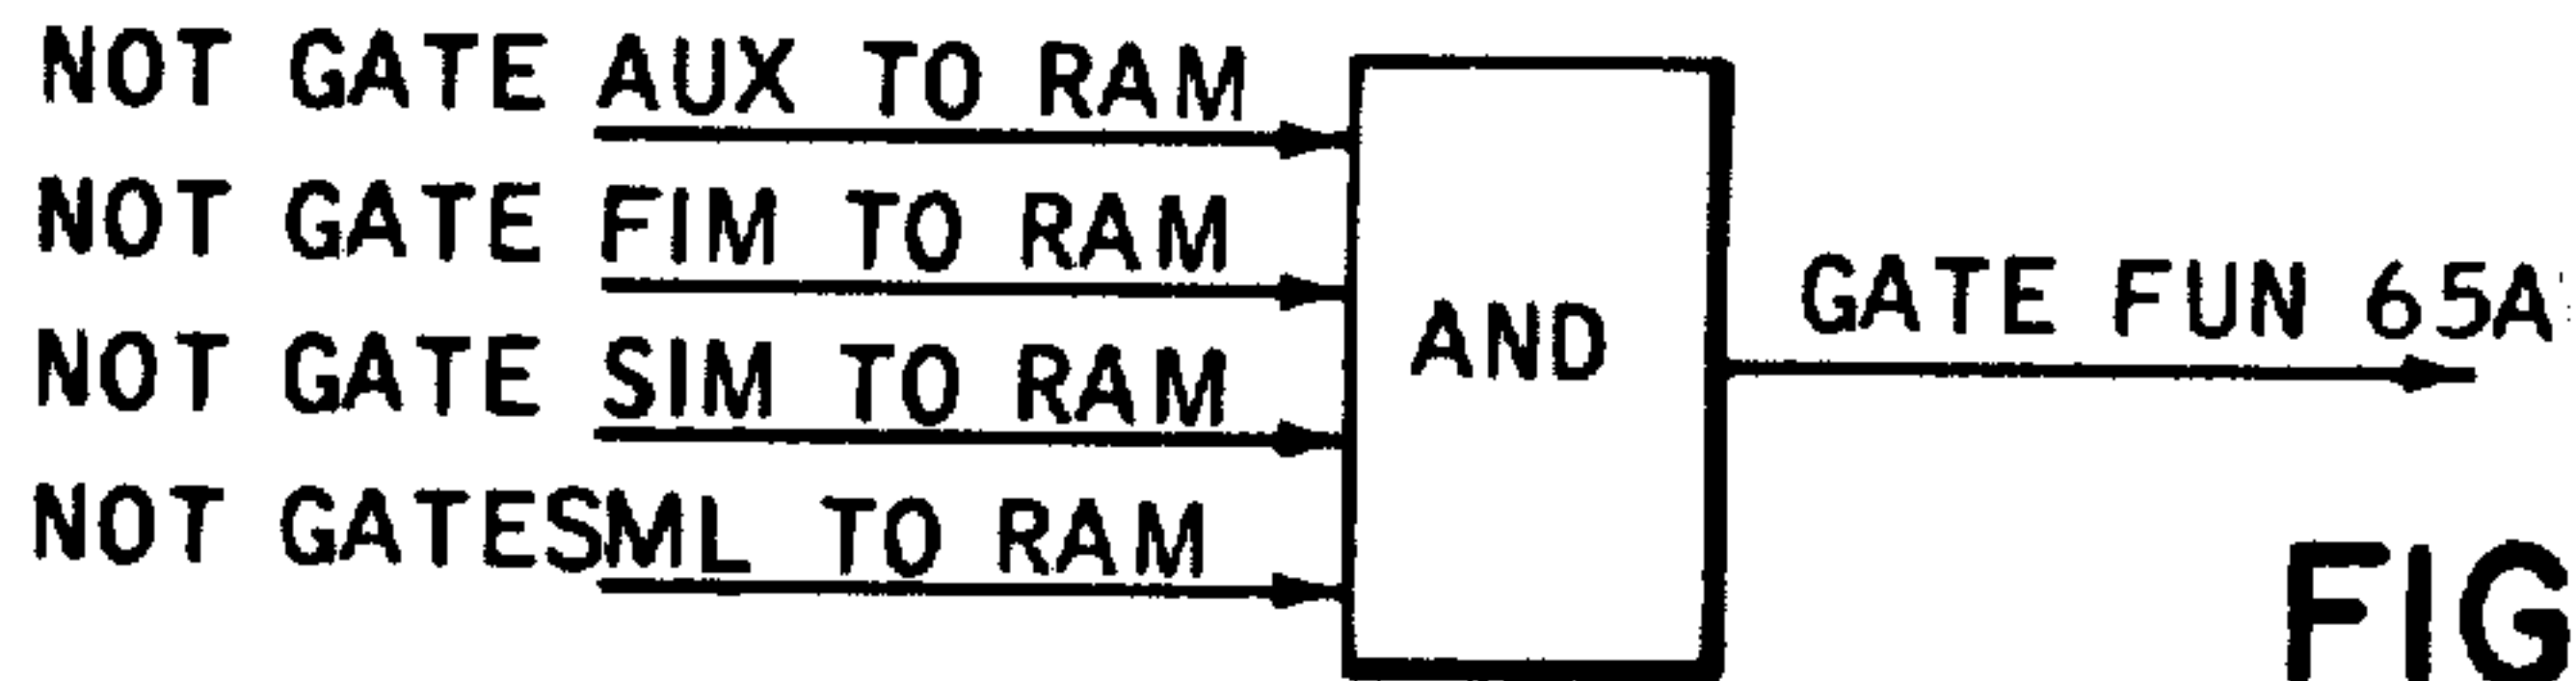 NOT GATE AUX TO RAM
NOT GATE FIM TO RAM
NOT GATE SIM TO RAM
NOT GATESML TO RAM
AND
GATE FUN 65A
FIG